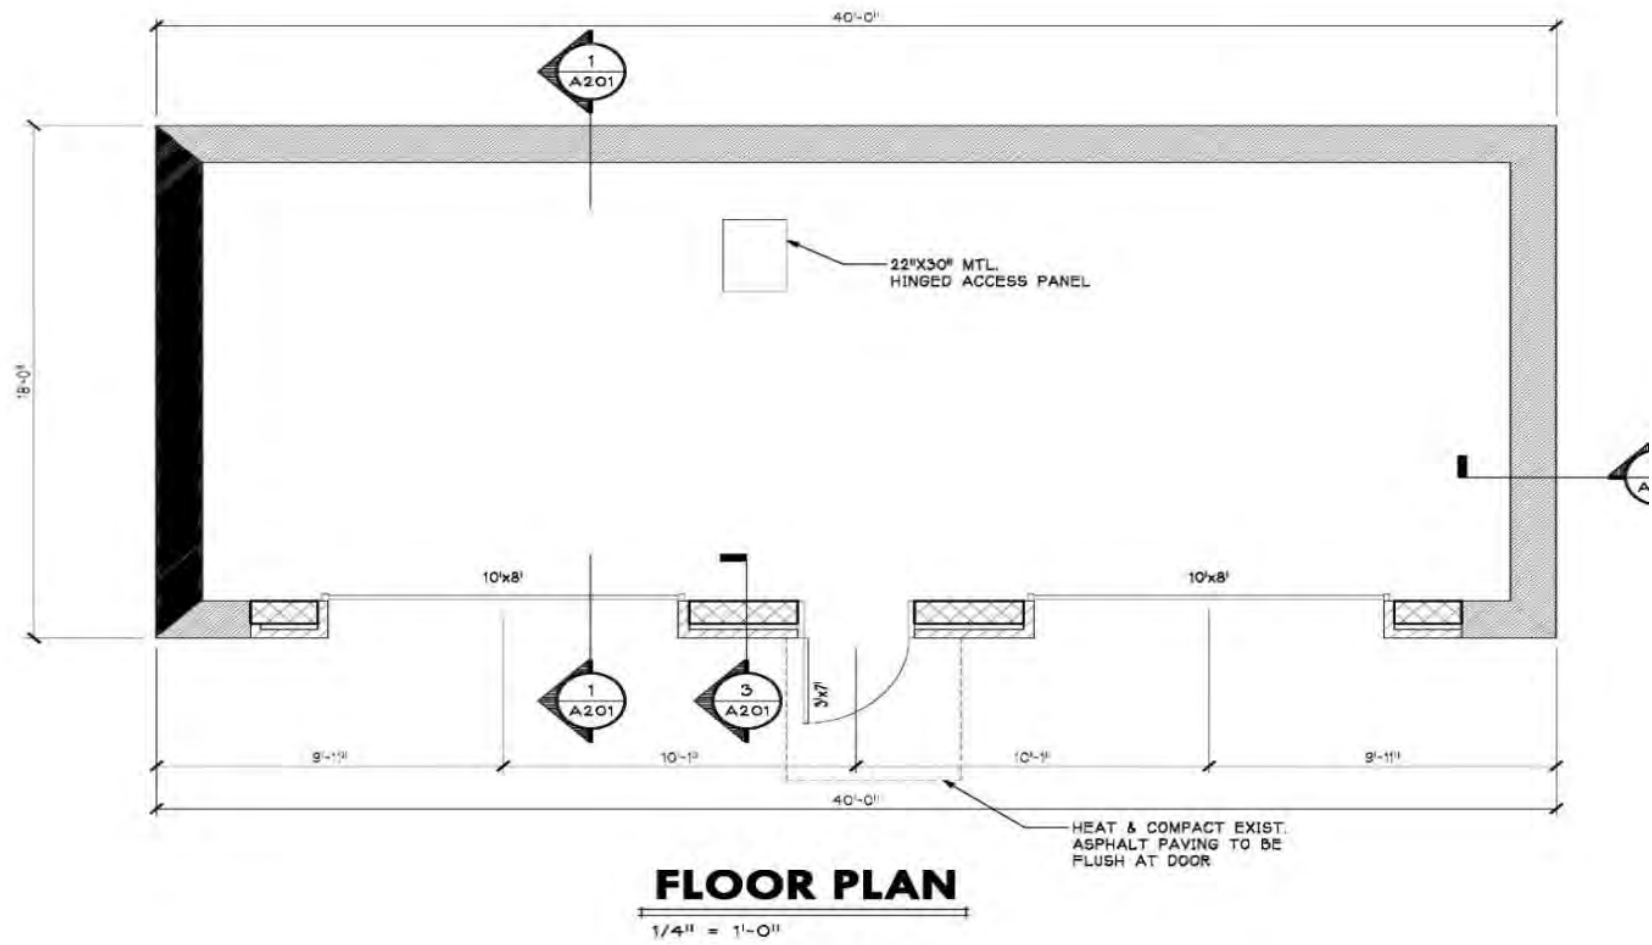 40'-0"
1
A201
22"X30" MTL.
HINGED ACCESS PANEL
18'-0"
A
10'x8'
10'x8'
1
A201
3
A201
3'x7'
9'-11"
10'-1"
10'-1"
9'-11"
40'-0"
HEAT & COMPACT EXIST.
ASPHALT PAVING TO BE
FLUSH AT DOOR
FLOOR PLAN
1/4" = 1'-0"